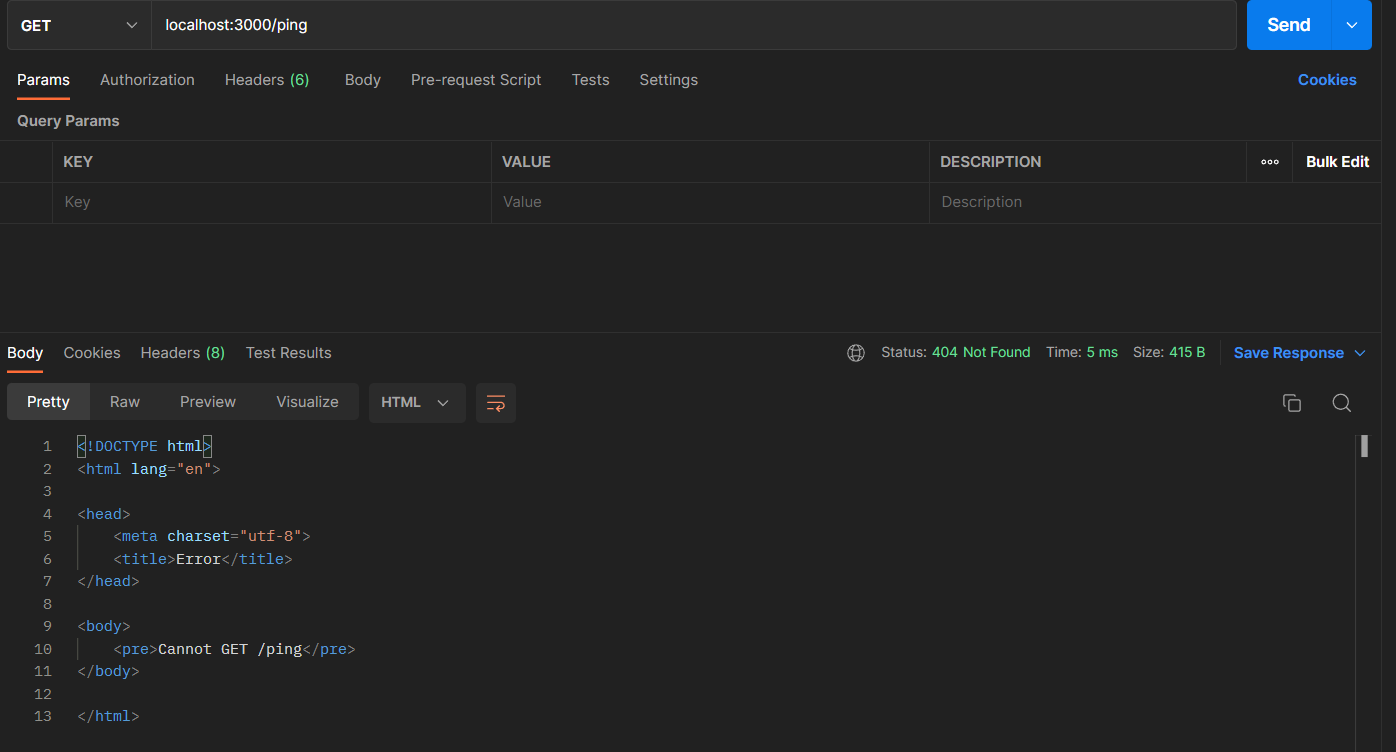 GET localhost:3000/ping Send
Params Authorization Headers (6) Body Pre-request Script Tests Settings Cookies
Query Params
KEY VALUE DESCRIPTION ooo Bulk Edit
Key Value Description
Body Cookies Headers (8) Test Results Status: 404 Not Found Time: 5 ms Size: 415 B Save Response
Pretty Raw Preview Visualize HTML
1 <!DOCTYPE html>
2 <html lang="en">
3
4 <head>
5 <meta charset="utf-8">
6 <title>Error</title>
7 </head>
8
9 <body>
10 <pre>Cannot GET /ping</pre>
11 </body>
12
13 </html>